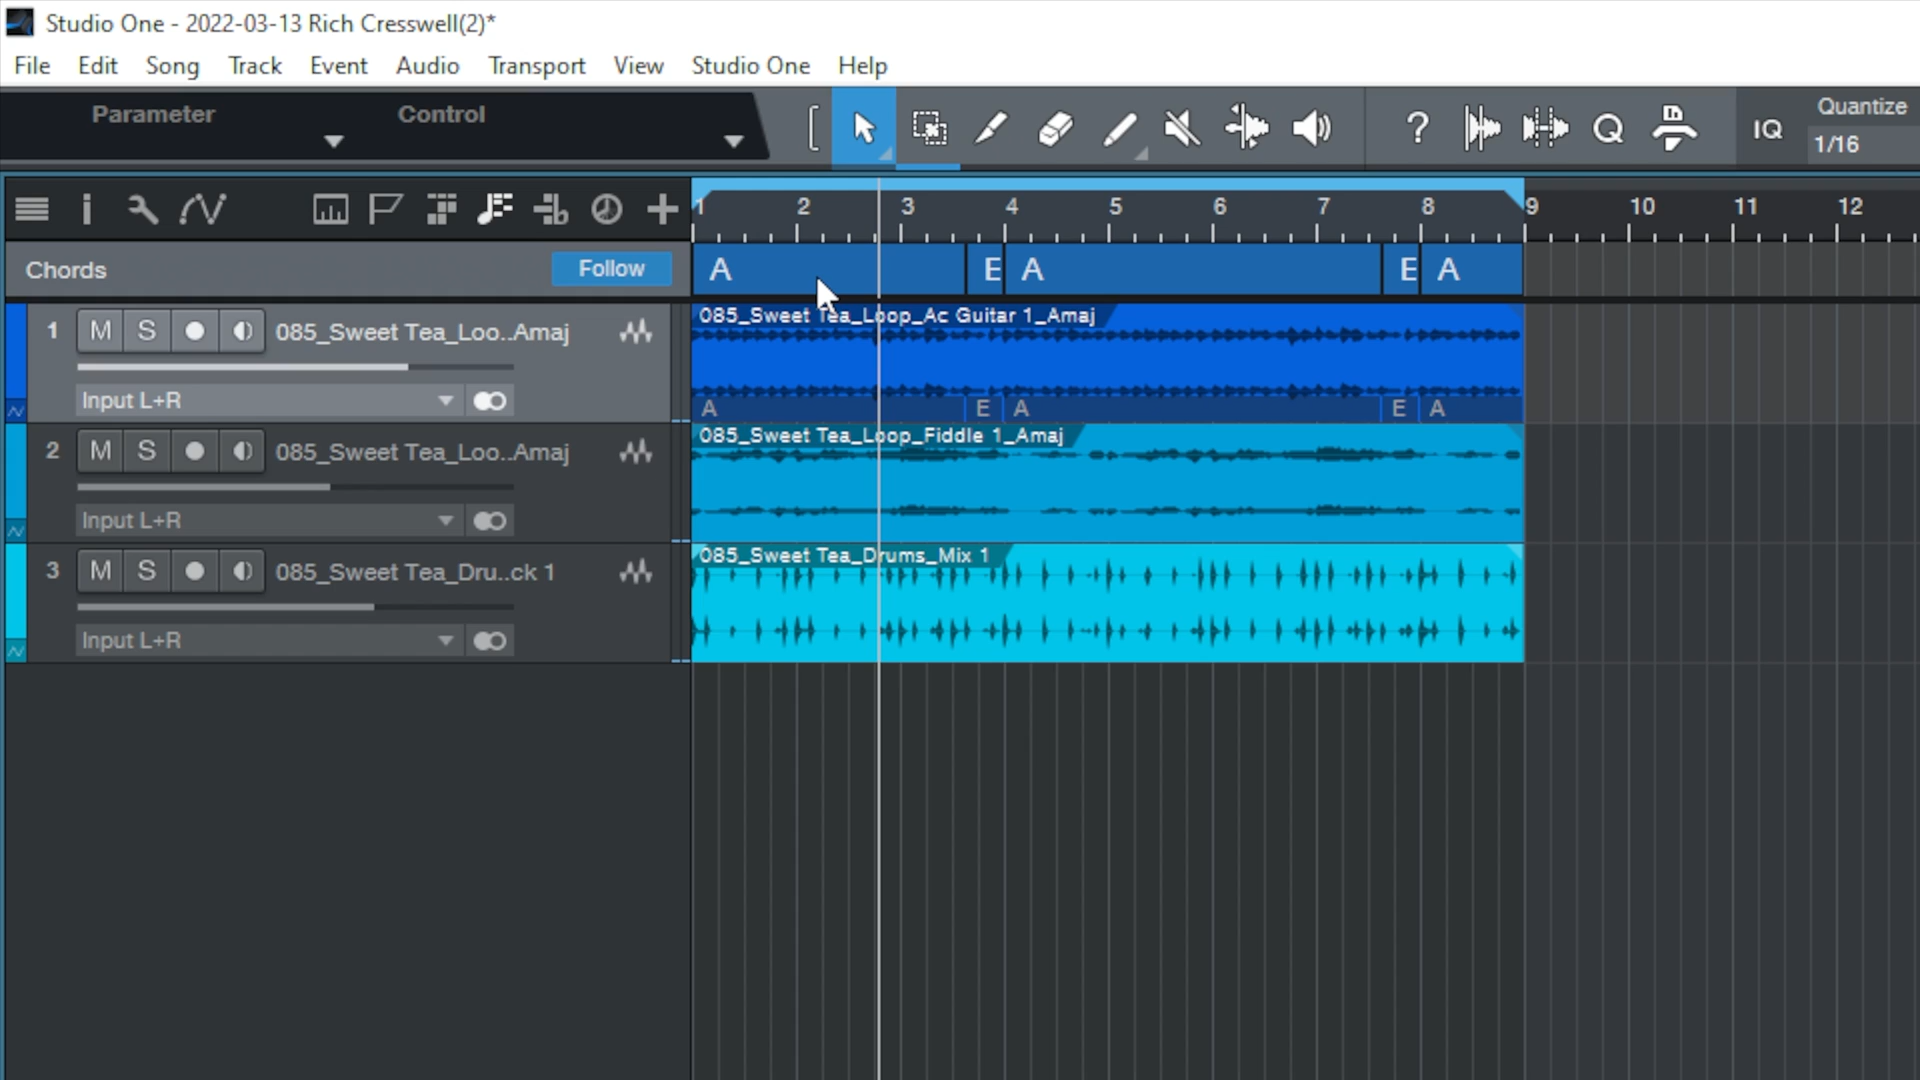 Studio One - 2022-03-13 Rich Cresswell(2)*
File Edit Song Track Event Audio Transport View Studio One Help
Parameter Control
? Q IQ Quantize
1/16
1 2 3 4 5 6 7 8 9 10 11 12
Chords Follow A E A E A
1 M S 085_Sweet Tea_Loo..Amaj
Input L+R
085_Sweet Tea_Loop_Ac Guitar 1_Amaj
A E A E A
2 M S 085_Sweet Tea_Loo..Amaj
Input L+R
085_Sweet Tea_Loop_Fiddle 1_Amaj
3 M S 085_Sweet Tea_Dru..ck 1
Input L+R
085_Sweet Tea_Drums_Mix 1